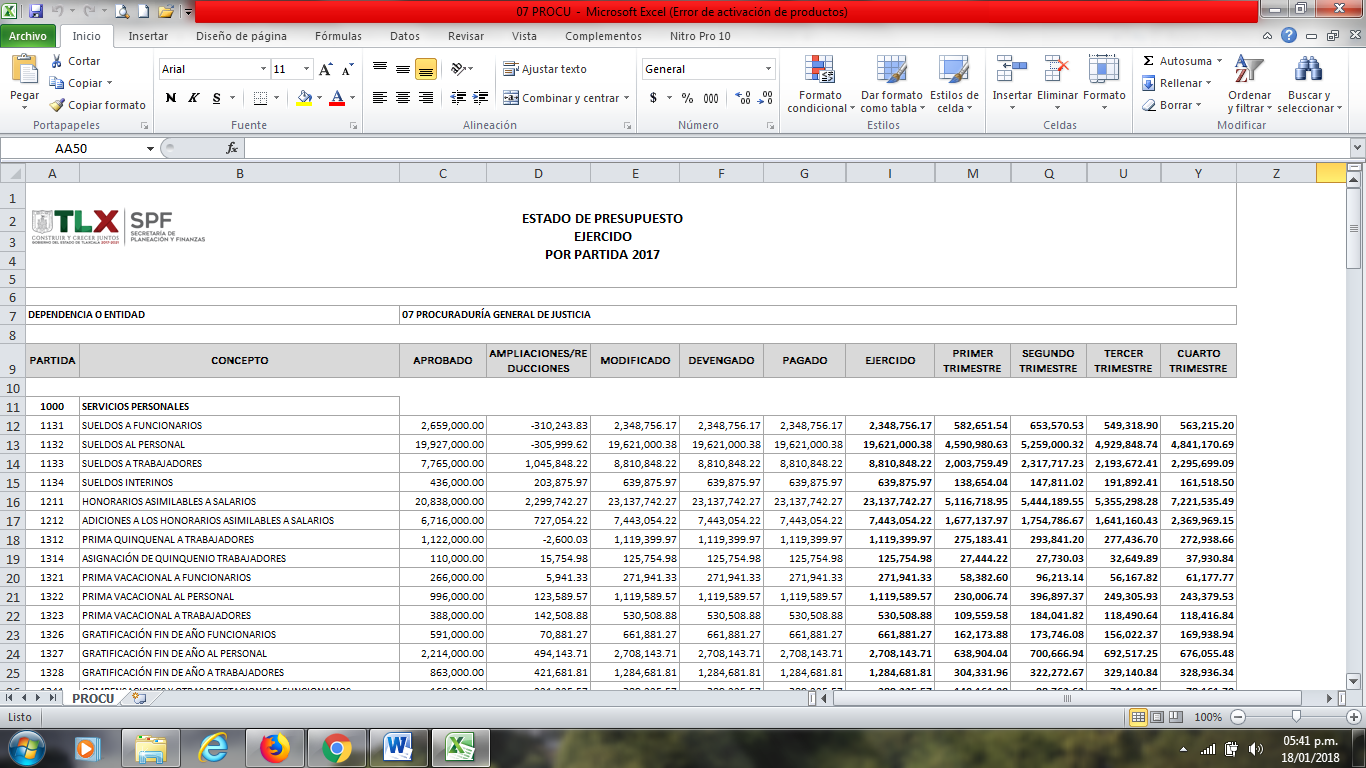 07 PROCU - Microsoft Excel (Error de activación de productos)
Archivo Inicio Insertar Diseño de página Fórmulas Datos Revisar Vista Complementos Nitro Pro 10
Pegar Cortar Copiar Copiar formato
Arial 11 Ajustar texto General
N K S Combinar y centrar $ % 000
Formato condicional Dar formato como tabla Estilos de celda Insertar Eliminar Formato
Autosuma Rellenar Borrar Ordenar y filtrar Buscar y seleccionar
Portapapeles Fuente Alineación Número Estilos Celdas Modificar
AA50 fx
A B C D E F G I M Q U Y Z
1
2 ESTADO DE PRESUPUESTO
3 EJERCIDO
4 POR PARTIDA 2017
TLX SPF
SECRETARÍA DE
PLANEACIÓN Y FINANZAS
CONSTRUIR Y CRECER JUNTOS
GOBIERNO DEL ESTADO DE TLAXCALA 2017-2021
5
6
7 DEPENDENCIA O ENTIDAD 07 PROCURADURÍA GENERAL DE JUSTICIA
8
9 PARTIDA CONCEPTO APROBADO AMPLIACIONES/REDUCCIONES MODIFICADO DEVENGADO PAGADO EJERCIDO PRIMER TRIMESTRE SEGUNDO TRIMESTRE TERCER TRIMESTRE CUARTO TRIMESTRE
10
11 1000 SERVICIOS PERSONALES
12 1131 SUELDOS A FUNCIONARIOS 2,659,000.00 -310,243.83 2,348,756.17 2,348,756.17 2,348,756.17 2,348,756.17 582,651.54 653,570.53 549,318.90 563,215.20
13 1132 SUELDOS AL PERSONAL 19,927,000.00 -305,999.62 19,621,000.38 19,621,000.38 19,621,000.38 19,621,000.38 4,590,980.63 5,259,000.32 4,929,848.74 4,841,170.69
14 1133 SUELDOS A TRABAJADORES 7,765,000.00 1,045,848.22 8,810,848.22 8,810,848.22 8,810,848.22 8,810,848.22 2,003,759.49 2,317,717.23 2,193,672.41 2,295,699.09
15 1134 SUELDOS INTERINOS 436,000.00 203,875.97 639,875.97 639,875.97 639,875.97 639,875.97 138,654.04 147,811.02 191,892.41 161,518.50
16 1211 HONORARIOS ASIMILABLES A SALARIOS 20,838,000.00 2,299,742.27 23,137,742.27 23,137,742.27 23,137,742.27 23,137,742.27 5,116,718.95 5,444,189.55 5,355,298.28 7,221,535.49
17 1212 ADICIONES A LOS HONORARIOS ASIMILABLES A SALARIOS 6,716,000.00 727,054.22 7,443,054.22 7,443,054.22 7,443,054.22 7,443,054.22 1,677,137.97 1,754,786.67 1,641,160.43 2,369,969.15
18 1312 PRIMA QUINQUENAL A TRABAJADORES 1,122,000.00 -2,600.03 1,119,399.97 1,119,399.97 1,119,399.97 1,119,399.97 275,183.41 293,841.20 277,436.70 272,938.66
19 1314 ASIGNACIÓN DE QUINQUENIO TRABAJADORES 110,000.00 15,754.98 125,754.98 125,754.98 125,754.98 125,754.98 27,444.22 27,730.03 32,649.89 37,930.84
20 1321 PRIMA VACACIONAL A FUNCIONARIOS 266,000.00 5,941.33 271,941.33 271,941.33 271,941.33 271,941.33 58,382.60 96,213.14 56,167.82 61,177.77
21 1322 PRIMA VACACIONAL AL PERSONAL 996,000.00 123,589.57 1,119,589.57 1,119,589.57 1,119,589.57 1,119,589.57 230,006.74 396,897.37 249,305.93 243,379.53
22 1323 PRIMA VACACIONAL A TRABAJADORES 388,000.00 142,508.88 530,508.88 530,508.88 530,508.88 530,508.88 109,559.58 184,041.82 118,490.64 118,416.84
23 1326 GRATIFICACIÓN FIN DE AÑO FUNCIONARIOS 591,000.00 70,881.27 661,881.27 661,881.27 661,881.27 661,881.27 162,173.88 173,746.08 156,022.37 169,938.94
24 1327 GRATIFICACIÓN FIN DE AÑO AL PERSONAL 2,214,000.00 494,143.71 2,708,143.71 2,708,143.71 2,708,143.71 2,708,143.71 638,904.04 700,666.94 692,517.25 676,055.48
25 1328 GRATIFICACIÓN FIN DE AÑO A TRABAJADORES 863,000.00 421,681.81 1,284,681.81 1,284,681.81 1,284,681.81 1,284,681.81 304,331.96 322,272.67 329,140.84 328,936.34
PROCU
Listo 100%
05:41 p.m.
18/01/2018